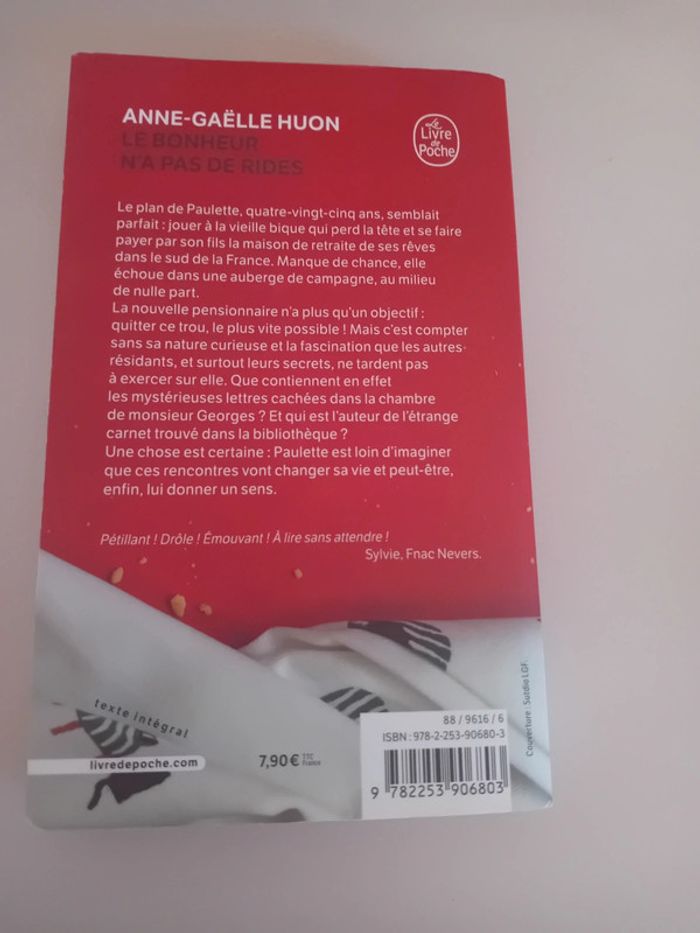 ANNE-GAËLLE HUON
LE BONHEUR
N'A PAS DE RIDES
Le
Livre
de
Poche
Le plan de Paulette, quatre-vingt-cinq ans, semblait
parfait : jouer à la vieille bique qui perd la tête et se faire
payer par son fils la maison de retraite de ses rêves
dans le sud de la France. Manque de chance, elle
échoue dans une auberge de campagne, au milieu
de nulle part.
La nouvelle pensionnaire n'a plus qu'un objectif :
quitter ce trou, le plus vite possible ! Mais c'est compter
sans sa nature curieuse et la fascination que les autres
résidants, et surtout leurs secrets, ne tardent pas
à exercer sur elle. Que contiennent en effet
les mystérieuses lettres cachées dans la chambre
de monsieur Georges ? Et qui est l'auteur de l'étrange
carnet trouvé dans la bibliothèque ?
Une chose est certaine : Paulette est loin d'imaginer
que ces rencontres vont changer sa vie et peut-être,
enfin, lui donner un sens.
Pétillant ! Drôle ! Émouvant ! À lire sans attendre !
Sylvie, Fnac Nevers.
texte intégral
livredepoche.com
7,90 € TTC
France
88 / 9616 / 6
ISBN : 978-2-253-90680-3
9 782253 906803
Couverture : Sutdio LGF.